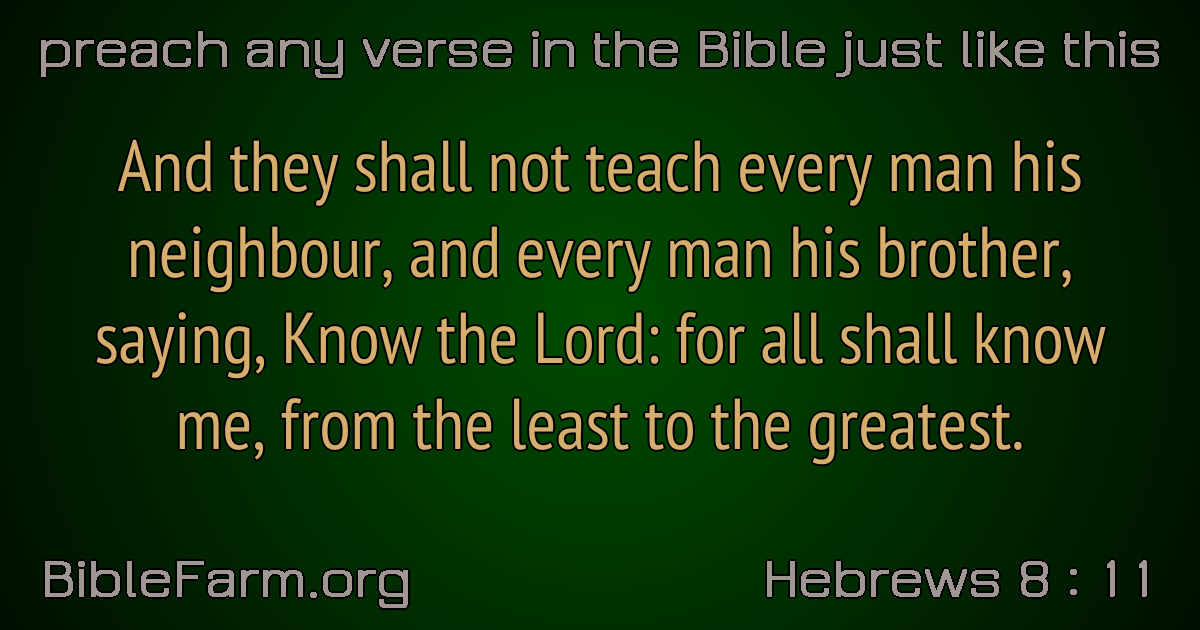 preach any verse in the Bible just like this
And they shall not teach every man his
neighbour, and every man his brother,
saying, Know the Lord: for all shall know
me, from the least to the greatest.
BibleFarm.org
Hebrews 8 : 11